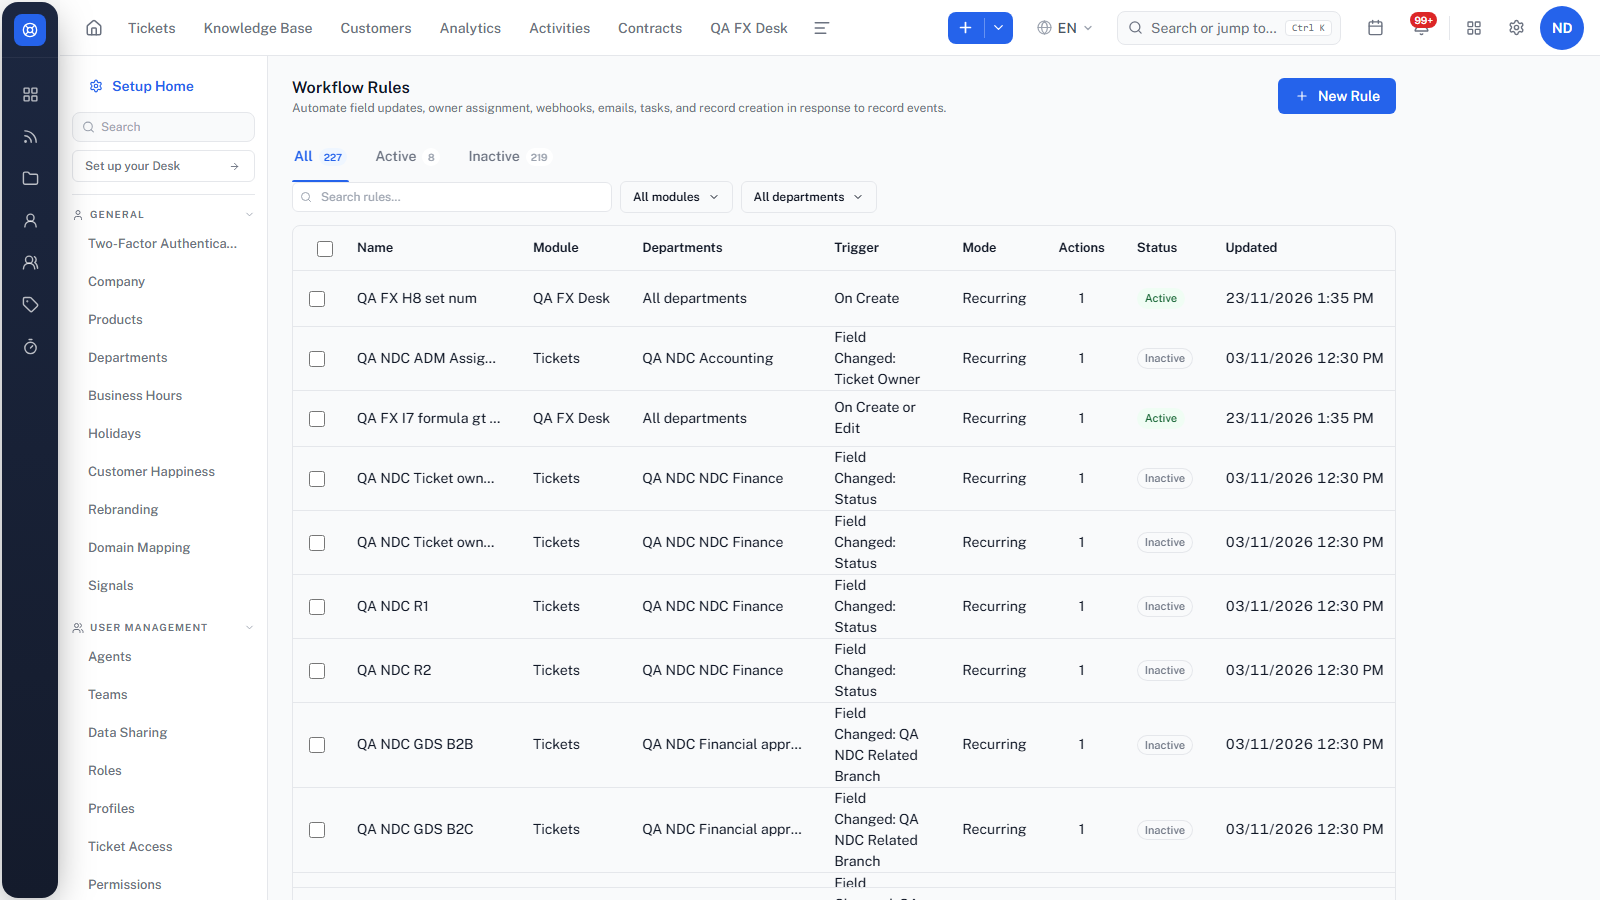 Tickets
Knowledge Base
Customers
Analytics
Activities
Contracts
QA FX Desk
EN
Search or jump to...
Ctrl K
99+
ND
Setup Home
Search
Set up your Desk
GENERAL
Two-Factor Authentica...
Company
Products
Departments
Business Hours
Holidays
Customer Happiness
Rebranding
Domain Mapping
Signals
USER MANAGEMENT
Agents
Teams
Data Sharing
Roles
Profiles
Ticket Access
Permissions
Workflow Rules
Automate field updates, owner assignment, webhooks, emails, tasks, and record creation in response to record events.
New Rule
All 227
Active 8
Inactive 219
Search rules...
All modules
All departments
Name Module Departments Trigger Mode Actions Status Updated
QA FX H8 set num QA FX Desk All departments On Create Recurring 1 Active 23/11/2026 1:35 PM
QA NDC ADM Assig... Tickets QA NDC Accounting Field Changed: Ticket Owner Recurring 1 Inactive 03/11/2026 12:30 PM
QA FX I7 formula gt ... QA FX Desk All departments On Create or Edit Recurring 1 Active 23/11/2026 1:35 PM
QA NDC Ticket own... Tickets QA NDC NDC Finance Field Changed: Status Recurring 1 Inactive 03/11/2026 12:30 PM
QA NDC Ticket own... Tickets QA NDC NDC Finance Field Changed: Status Recurring 1 Inactive 03/11/2026 12:30 PM
QA NDC R1 Tickets QA NDC NDC Finance Field Changed: Status Recurring 1 Inactive 03/11/2026 12:30 PM
QA NDC R2 Tickets QA NDC NDC Finance Field Changed: Status Recurring 1 Inactive 03/11/2026 12:30 PM
QA NDC GDS B2B Tickets QA NDC Financial appr... Field Changed: QA NDC Related Branch Recurring 1 Inactive 03/11/2026 12:30 PM
QA NDC GDS B2C Tickets QA NDC Financial appr... Field Changed: QA NDC Related Branch Recurring 1 Inactive 03/11/2026 12:30 PM
Field